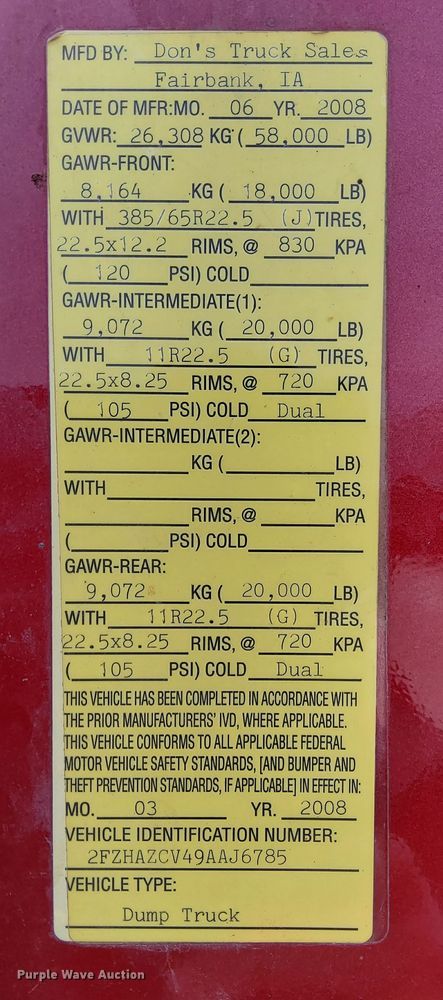 MFD BY: Don's Truck Sales
Fairbank, IA
DATE OF MFR:MO. 06 YR. 2008
GVWR: 26,308 KG ( 58,000 LB)
GAWR-FRONT:
8,164 KG ( 18,000 LB)
WITH 385/65R22.5 (J)TIRES,
22.5x12.2 RIMS, @ 830 KPA
( 120 PSI) COLD
GAWR-INTERMEDIATE(1):
9,072 KG ( 20,000 LB)
WITH 11R22.5 (G) TIRES,
22.5x8.25 RIMS, @ 720 KPA
( 105 PSI) COLD Dual
GAWR-INTERMEDIATE(2):
KG ( LB)
WITH TIRES,
RIMS, @ KPA
( PSI) COLD
GAWR-REAR:
9,072 KG ( 20,000 LB)
WITH 11R22.5 (G) TIRES,
22.5x8.25 RIMS, @ 720 KPA
( 105 PSI) COLD Dual
THIS VEHICLE HAS BEEN COMPLETED IN ACCORDANCE WITH
THE PRIOR MANUFACTURERS' IVD, WHERE APPLICABLE.
THIS VEHICLE CONFORMS TO ALL APPLICABLE FEDERAL
MOTOR VEHICLE SAFETY STANDARDS, [AND BUMPER AND
THEFT PREVENTION STANDARDS, IF APPLICABLE] IN EFFECT IN:
MO. 03 YR. 2008
VEHICLE IDENTIFICATION NUMBER:
2FZHAZCV49AAJ6785
VEHICLE TYPE:
Dump Truck
Purple Wave Auction